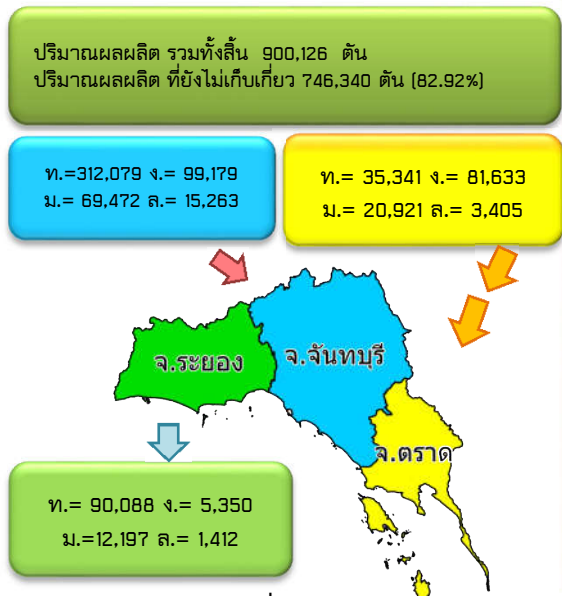 ปริมาณผลผลิต รวมทั้งสิ้น 900,126 ตัน
ปริมาณผลผลิต ที่ยังไม่เก็บเกี่ยว 746,340 ตัน (82.92%)
ท.=312,079 ง.= 99,179
ม.= 69,472 ล.= 15,263
ท.= 35,341 ง.= 81,633
ม.= 20,921 ล.= 3,405
จ.ระยอง
จ.จันทบุรี
จ.ตราด
ท.= 90,088 ง.= 5,350
ม.=12,197 ล.= 1,412